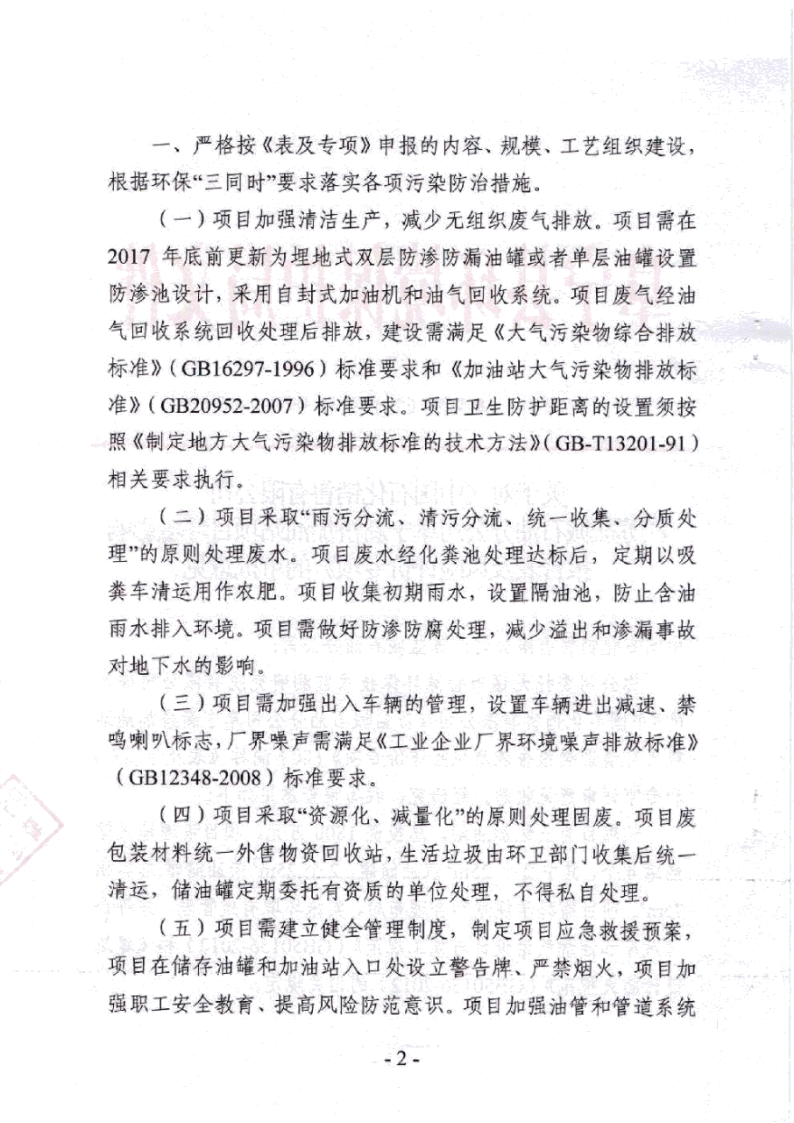 一、严格按《表及专项》申报的内容、规模、工艺组织建设，
根据环保“三同时”要求落实各项污染防治措施。
（一）项目加强清洁生产，减少无组织废气排放。项目需在
2017 年底前更新为埋地式双层防渗防漏油罐或者单层油罐设置
防渗池设计，采用自封式加油机和油气回收系统。项目废气经油
气回收系统回收处理后排放，建设需满足《大气污染物综合排放
标准》（GB16297-1996）标准要求和《加油站大气污染物排放标
准》（GB20952-2007）标准要求。项目卫生防护距离的设置须按
照《制定地方大气污染物排放标准的技术方法》（GB-T13201-91）
相关要求执行。
（二）项目采取“雨污分流、清污分流、统一收集、分质处
理”的原则处理废水。项目废水经化粪池处理达标后，定期以吸
粪车清运用作农肥。项目收集初期雨水，设置隔油池，防止含油
雨水排入环境。项目需做好防渗防腐处理，减少溢出和渗漏事故
对地下水的影响。
（三）项目需加强出入车辆的管理，设置车辆进出减速、禁
鸣喇叭标志，厂界噪声需满足《工业企业厂界环境噪声排放标准》
（GB12348-2008）标准要求。
（四）项目采取“资源化、减量化”的原则处理固废。项目废
包装材料统一外售物资回收站，生活垃圾由环卫部门收集后统一
清运，储油罐定期委托有资质的单位处理，不得私自处理。
（五）项目需建立健全管理制度，制定项目应急救援预案，
项目在储存油罐和加油站入口处设立警告牌、严禁烟火，项目加
强职工安全教育、提高风险防范意识。项目加强油管和管道系统
- 2 -